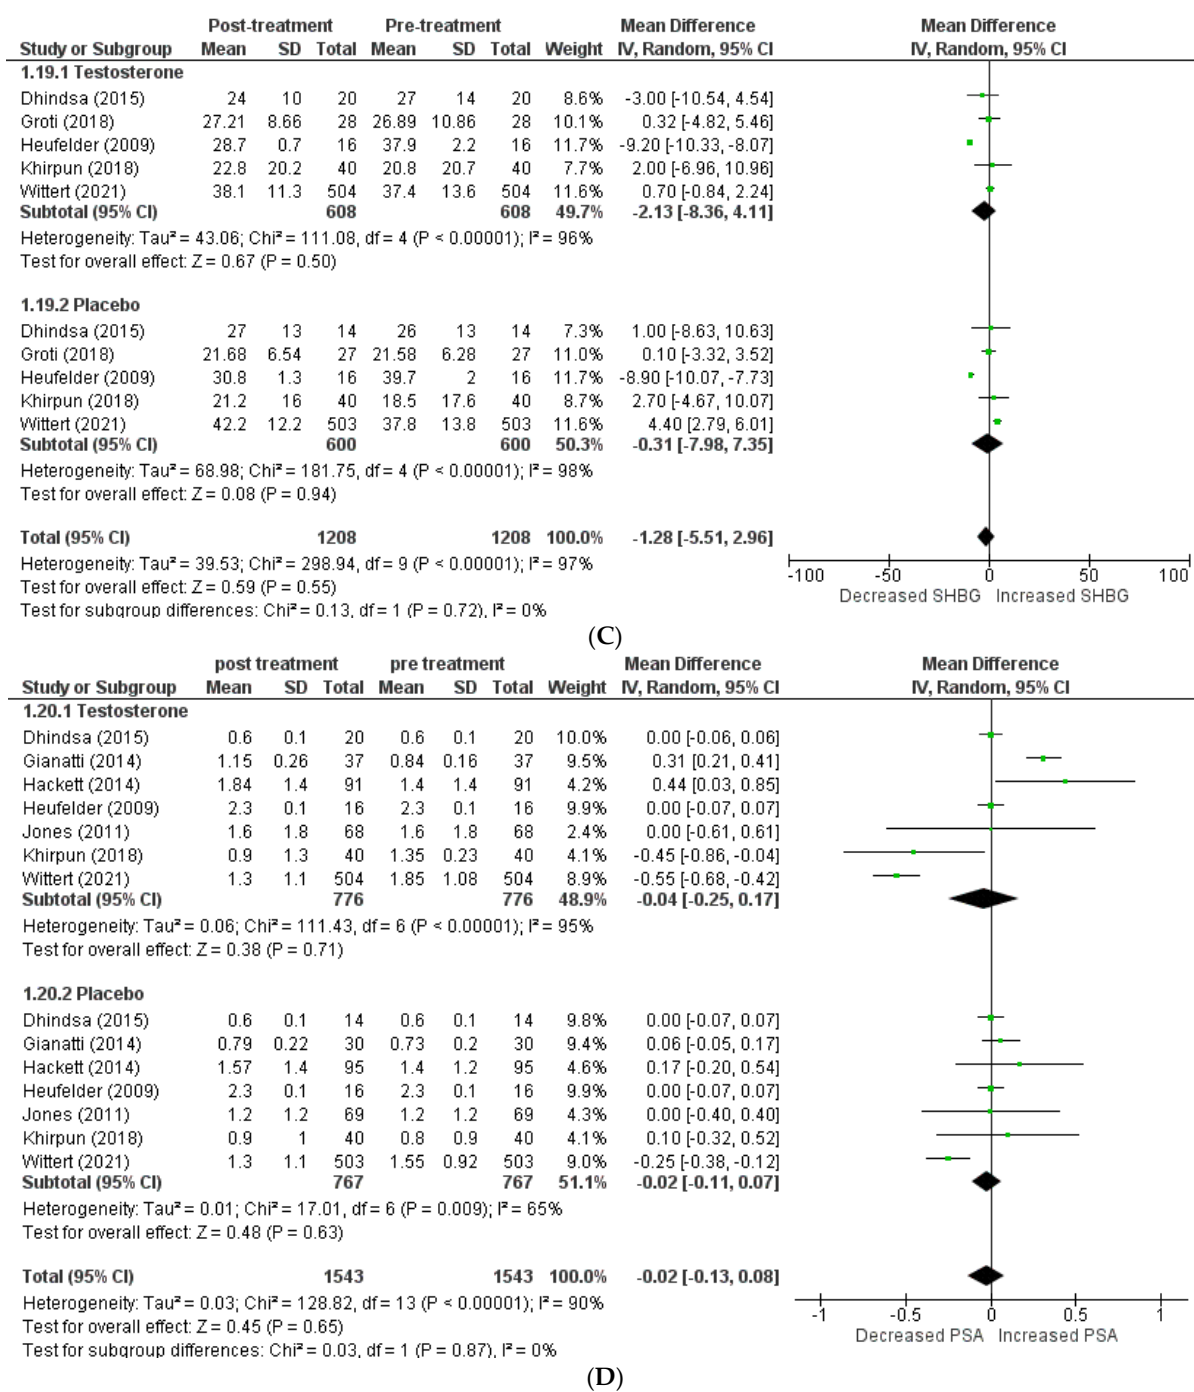 Post-treatment Pre-treatment Mean Difference Mean Difference
Study or Subgroup Mean SD Total Mean SD Total Weight IV, Random, 95% CI IV, Random, 95% CI
1.19.1 Testosterone
Dhindsa (2015) 24 10 20 27 14 20 8.6% -3.00 [-10.54, 4.54]
Groti (2018) 27.21 8.66 28 26.89 10.86 28 10.1% 0.32 [-4.82, 5.46]
Heufelder (2009) 28.7 0.7 16 37.9 2.2 16 11.7% -9.20 [-10.33, -8.07]
Khirpun (2018) 22.8 20.2 40 20.8 20.7 40 7.7% 2.00 [-6.96, 10.96]
Wittert (2021) 38.1 11.3 504 37.4 13.6 504 11.6% 0.70 [-0.84, 2.24]
Subtotal (95% CI) 608 608 49.7% -2.13 [-8.36, 4.11]
Heterogeneity: Tau² = 43.06; Chi² = 111.08, df = 4 (P < 0.00001); I² = 96%
Test for overall effect: Z = 0.67 (P = 0.50)
1.19.2 Placebo
Dhindsa (2015) 27 13 14 26 13 14 7.3% 1.00 [-8.63, 10.63]
Groti (2018) 21.68 6.54 27 21.58 6.28 27 11.0% 0.10 [-3.32, 3.52]
Heufelder (2009) 30.8 1.3 16 39.7 2 16 11.7% -8.90 [-10.07, -7.73]
Khirpun (2018) 21.2 16 40 18.5 17.6 40 8.7% 2.70 [-4.67, 10.07]
Wittert (2021) 42.2 12.2 503 37.8 13.8 503 11.6% 4.40 [2.79, 6.01]
Subtotal (95% CI) 600 600 50.3% -0.31 [-7.98, 7.35]
Heterogeneity: Tau² = 68.98; Chi² = 181.75, df = 4 (P < 0.00001); I² = 98%
Test for overall effect: Z = 0.08 (P = 0.94)
Total (95% CI) 1208 1208 100.0% -1.28 [-5.51, 2.96]
Heterogeneity: Tau² = 39.53; Chi² = 298.94, df = 9 (P < 0.00001); I² = 97%
Test for overall effect: Z = 0.59 (P = 0.55)
Test for subgroup differences: Chi² = 0.13, df = 1 (P = 0.72), I² = 0%
-100 -50 0 50 100
Decreased SHBG Increased SHBG
(C)
post treatment pre treatment Mean Difference Mean Difference
Study or Subgroup Mean SD Total Mean SD Total Weight IV, Random, 95% CI IV, Random, 95% CI
1.20.1 Testosterone
Dhindsa (2015) 0.6 0.1 20 0.6 0.1 20 10.0% 0.00 [-0.06, 0.06]
Gianatti (2014) 1.15 0.26 37 0.84 0.16 37 9.5% 0.31 [0.21, 0.41]
Hackett (2014) 1.84 1.4 91 1.4 1.4 91 4.2% 0.44 [0.03, 0.85]
Heufelder (2009) 2.3 0.1 16 2.3 0.1 16 9.9% 0.00 [-0.07, 0.07]
Jones (2011) 1.6 1.8 68 1.6 1.8 68 2.4% 0.00 [-0.61, 0.61]
Khirpun (2018) 0.9 1.3 40 1.35 0.23 40 4.1% -0.45 [-0.86, -0.04]
Wittert (2021) 1.3 1.1 504 1.85 1.08 504 8.9% -0.55 [-0.68, -0.42]
Subtotal (95% CI) 776 776 48.9% -0.04 [-0.25, 0.17]
Heterogeneity: Tau² = 0.06; Chi² = 111.43, df = 6 (P < 0.00001); I² = 95%
Test for overall effect: Z = 0.38 (P = 0.71)
1.20.2 Placebo
Dhindsa (2015) 0.6 0.1 14 0.6 0.1 14 9.8% 0.00 [-0.07, 0.07]
Gianatti (2014) 0.79 0.22 30 0.73 0.2 30 9.4% 0.06 [-0.05, 0.17]
Hackett (2014) 1.57 1.4 95 1.4 1.2 95 4.6% 0.17 [-0.20, 0.54]
Heufelder (2009) 2.3 0.1 16 2.3 0.1 16 9.9% 0.00 [-0.07, 0.07]
Jones (2011) 1.2 1.2 69 1.2 1.2 69 4.3% 0.00 [-0.40, 0.40]
Khirpun (2018) 0.9 1 40 0.8 0.9 40 4.1% 0.10 [-0.32, 0.52]
Wittert (2021) 1.3 1.1 503 1.55 0.92 503 9.0% -0.25 [-0.38, -0.12]
Subtotal (95% CI) 767 767 51.1% -0.02 [-0.11, 0.07]
Heterogeneity: Tau² = 0.01; Chi² = 17.01, df = 6 (P = 0.009); I² = 65%
Test for overall effect: Z = 0.48 (P = 0.63)
Total (95% CI) 1543 1543 100.0% -0.02 [-0.13, 0.08]
Heterogeneity: Tau² = 0.03; Chi² = 128.82, df = 13 (P < 0.00001); I² = 90%
Test for overall effect: Z = 0.45 (P = 0.65)
Test for subgroup differences: Chi² = 0.03, df = 1 (P = 0.87), I² = 0%
-1 -0.5 0 0.5 1
Decreased PSA Increased PSA
(D)